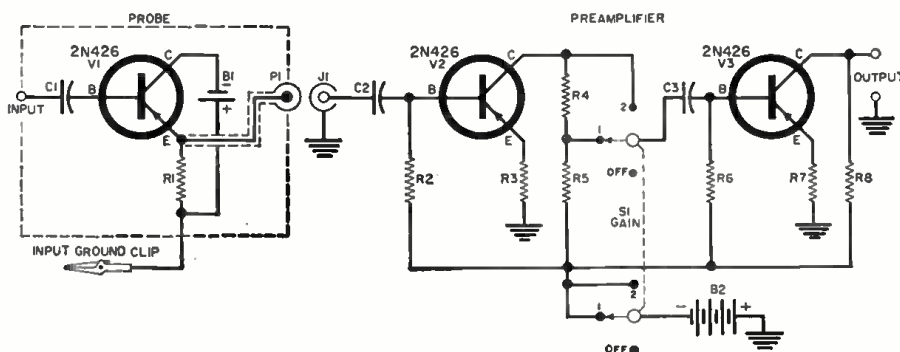 PROBE
PREAMPLIFIER
2N426
V1
C
B1
-
+
P1
J1
C1
B
E
INPUT
R1
INPUT GROUND CLIP
2N426
V2
C
C2
B
E
R2
R3
R4
2
1
OFF
R5
S1
GAIN
2N426
V3
C
C3
B
E
R6
R7
R8
OUTPUT
2
1
OFF
B2
-
+